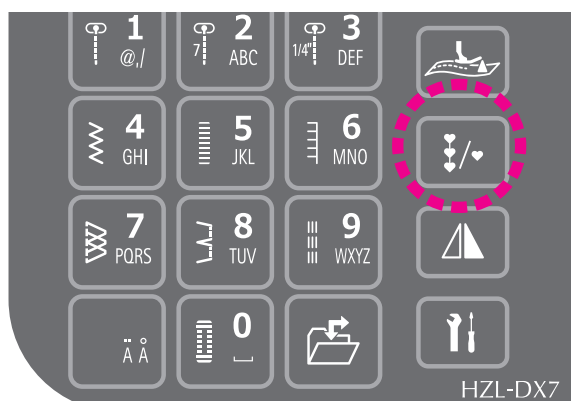 1 2 3
@,/ 7 ABC 1/4" DEF
4 5 6
GHI JKL MNO
7 8 9
PQRS TUV WXYZ
0
Ä Å
HZL-DX7